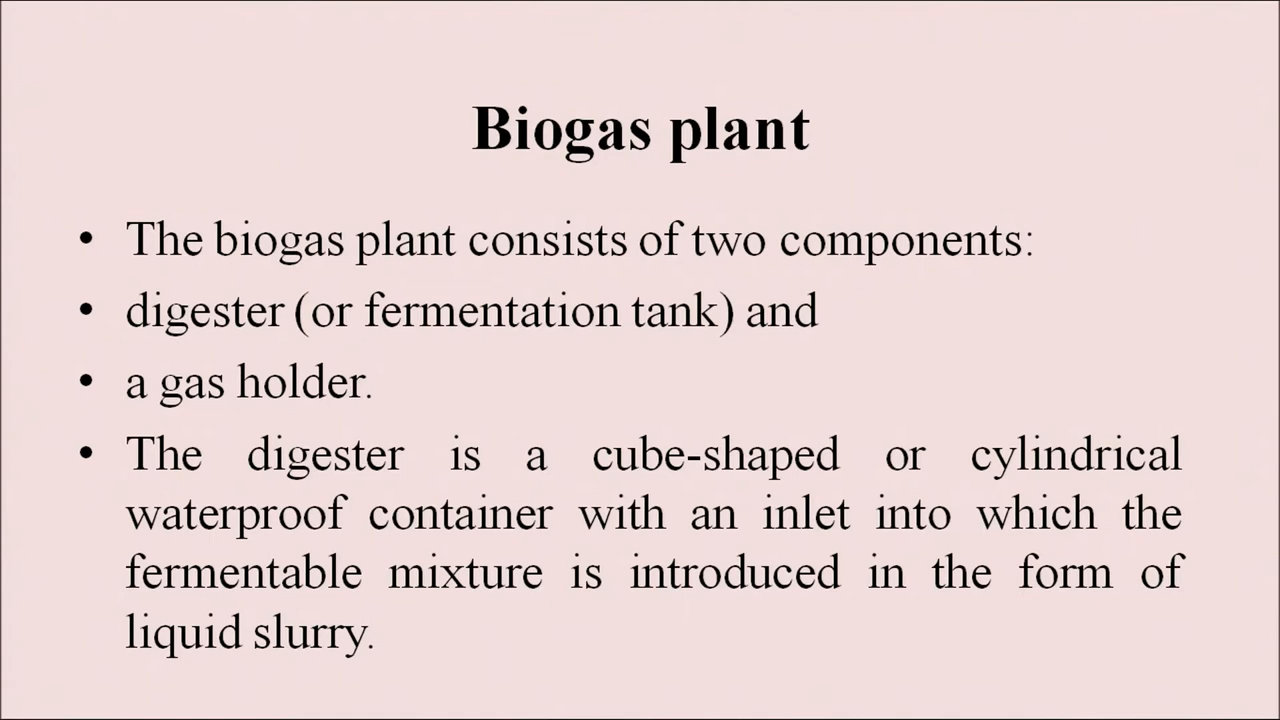 Biogas plant
• The biogas plant consists of two components:
• digester (or fermentation tank) and
• a gas holder.
• The digester is a cube-shaped or cylindrical
waterproof container with an inlet into which the
fermentable mixture is introduced in the form of
liquid slurry.